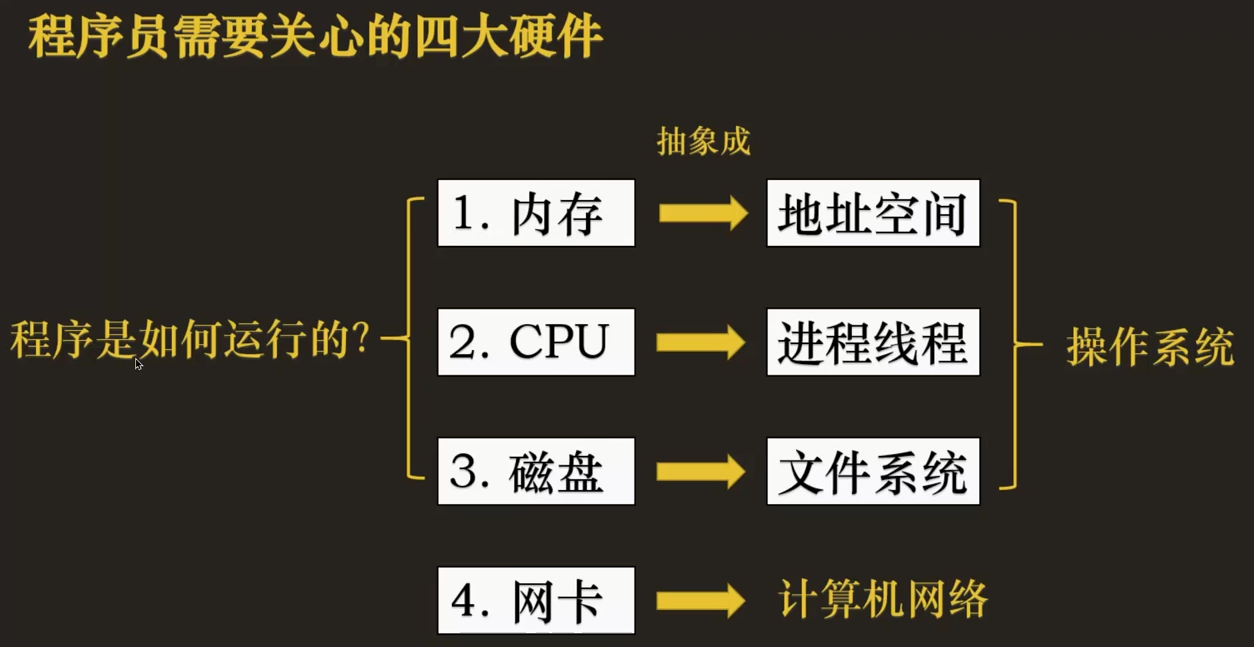 程序员需要关心的四大硬件
抽象成
1. 内存
地址空间
程序是如何运行的?
2. CPU
进程线程
操作系统
3. 磁盘
文件系统
4. 网卡
计算机网络